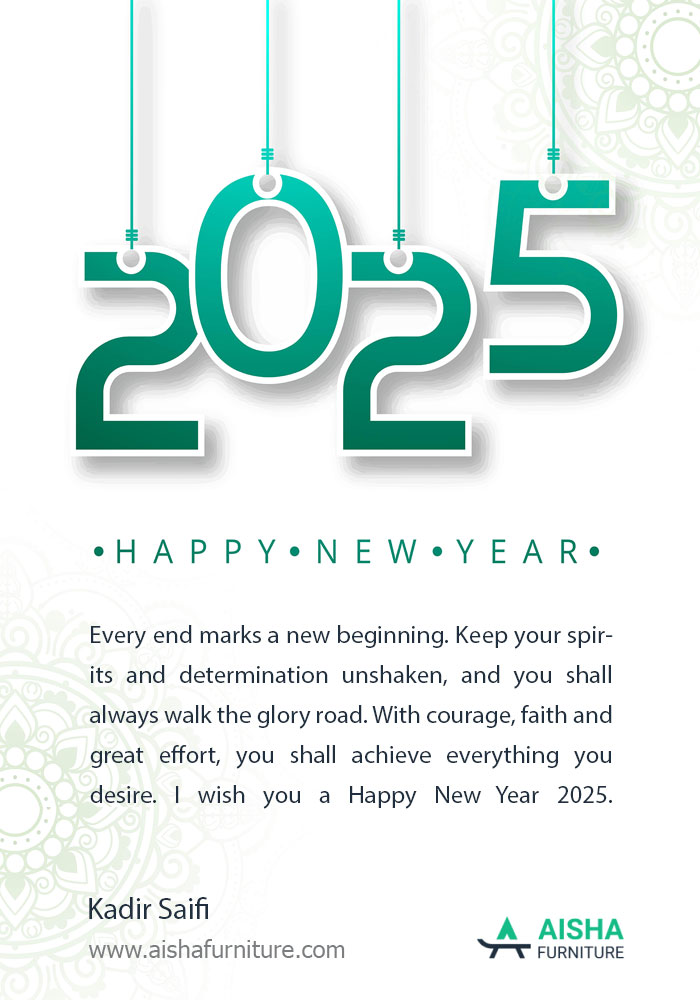 2025
•HAPPY•NEW•YEAR•
Every end marks a new beginning. Keep your spir-
its and determination unshaken, and you shall
always walk the glory road. With courage, faith and
great effort, you shall achieve everything you
desire. I wish you a Happy New Year 2025.
Kadir Saifi
www.aishafurniture.com
AISHA
FURNITURE